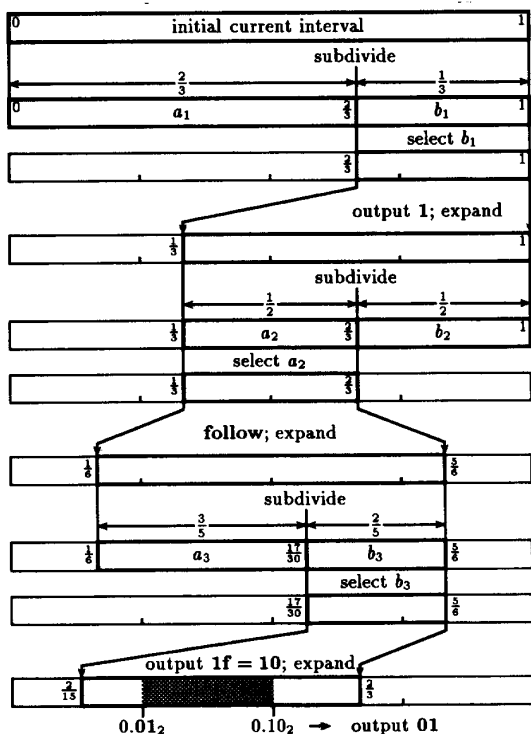 0 initial current interval 1
subdivide
2/3 1/3
0 a₁ 2/3 b₁ 1
select b₁
2/3 1
output 1; expand
1/3 1
subdivide
1/2 1/2
1/3 a₂ 2/3 b₂ 1
select a₂
1/3 2/3
follow; expand
1/6 5/6
subdivide
3/5 2/5
1/6 a₃ 17/30 b₃ 5/6
select b₃
17/30 5/6
output 1f = 10; expand
2/15 2/3
0.01₂ 0.10₂ → output 01